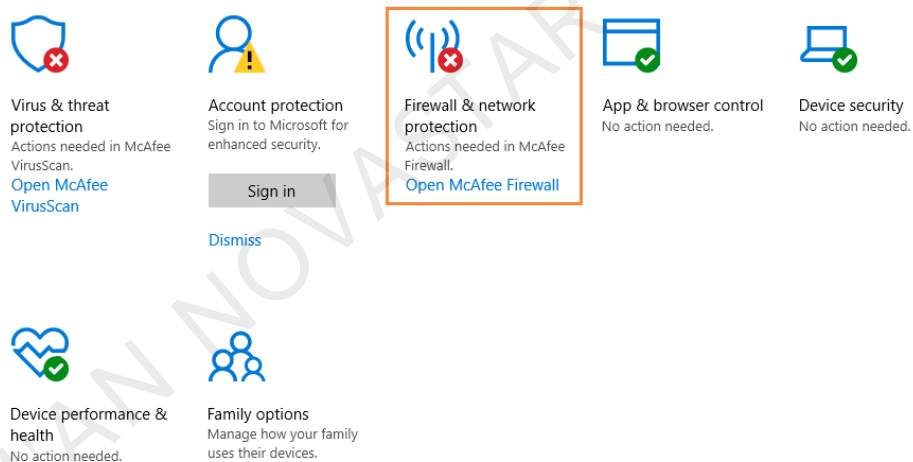 Virus & threat
protection
Actions needed in McAfee
VirusScan.
Open McAfee
VirusScan
Account protection
Sign in to Microsoft for
enhanced security.
Sign in
Dismiss
Firewall & network
protection
Actions needed in McAfee
Firewall.
Open McAfee Firewall
App & browser control
No action needed.
Device security
No action needed.
Device performance &
health
No action needed.
Family options
Manage how your family
uses their devices.
NOVASTAR